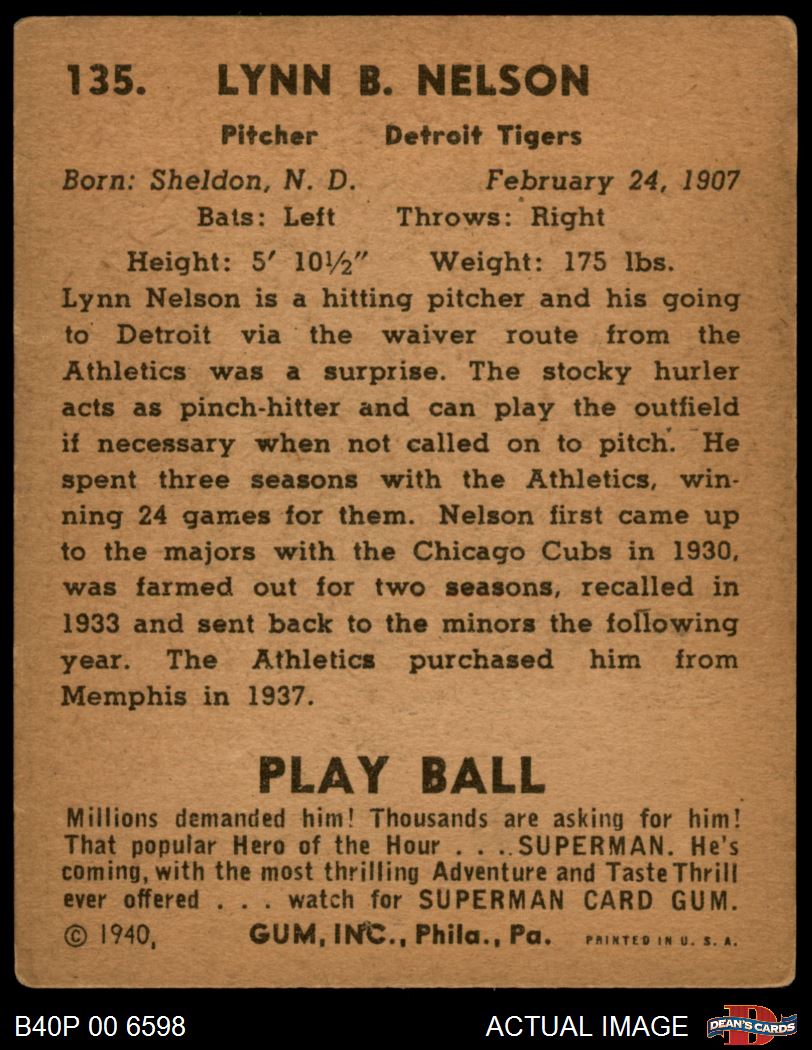 135. LYNN B. NELSON
Pitcher Detroit Tigers
Born: Sheldon, N. D. February 24, 1907
Bats: Left Throws: Right
Height: 5′ 10½″ Weight: 175 lbs.
Lynn Nelson is a hitting pitcher and his going
to Detroit via the waiver route from the
Athletics was a surprise. The stocky hurler
acts as pinch-hitter and can play the outfield
if necessary when not called on to pitch. He
spent three seasons with the Athletics, win-
ning 24 games for them. Nelson first came up
to the majors with the Chicago Cubs in 1930,
was farmed out for two seasons, recalled in
1933 and sent back to the minors the following
year. The Athletics purchased him from
Memphis in 1937.
PLAY BALL
Millions demanded him! Thousands are asking for him!
That popular Hero of the Hour . . . . SUPERMAN. He's
coming, with the most thrilling Adventure and Taste Thrill
ever offered . . . watch for SUPERMAN CARD GUM.
© 1940, GUM, INC., Phila., Pa. PRINTED IN U. S. A.
B40P 00 6598 ACTUAL IMAGE D DEAN'S CARDS